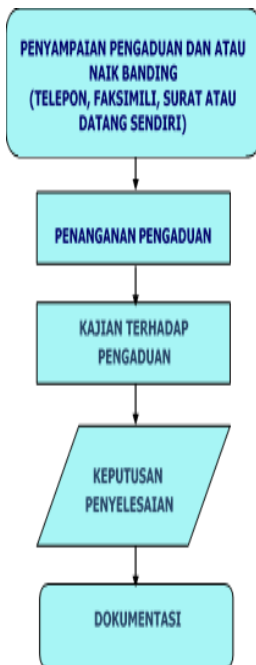 PENYAMPAIAN PENGADUAN DAN ATAU
NAIK BANDING
(TELEPON, FAKSIMILI, SURAT ATAU
DATANG SENDIRI)
PENANGANAN PENGADUAN
KAJIAN TERHADAP
PENGADUAN
KEPUTUSAN
PENYELESAIAN
DOKUMENTASI